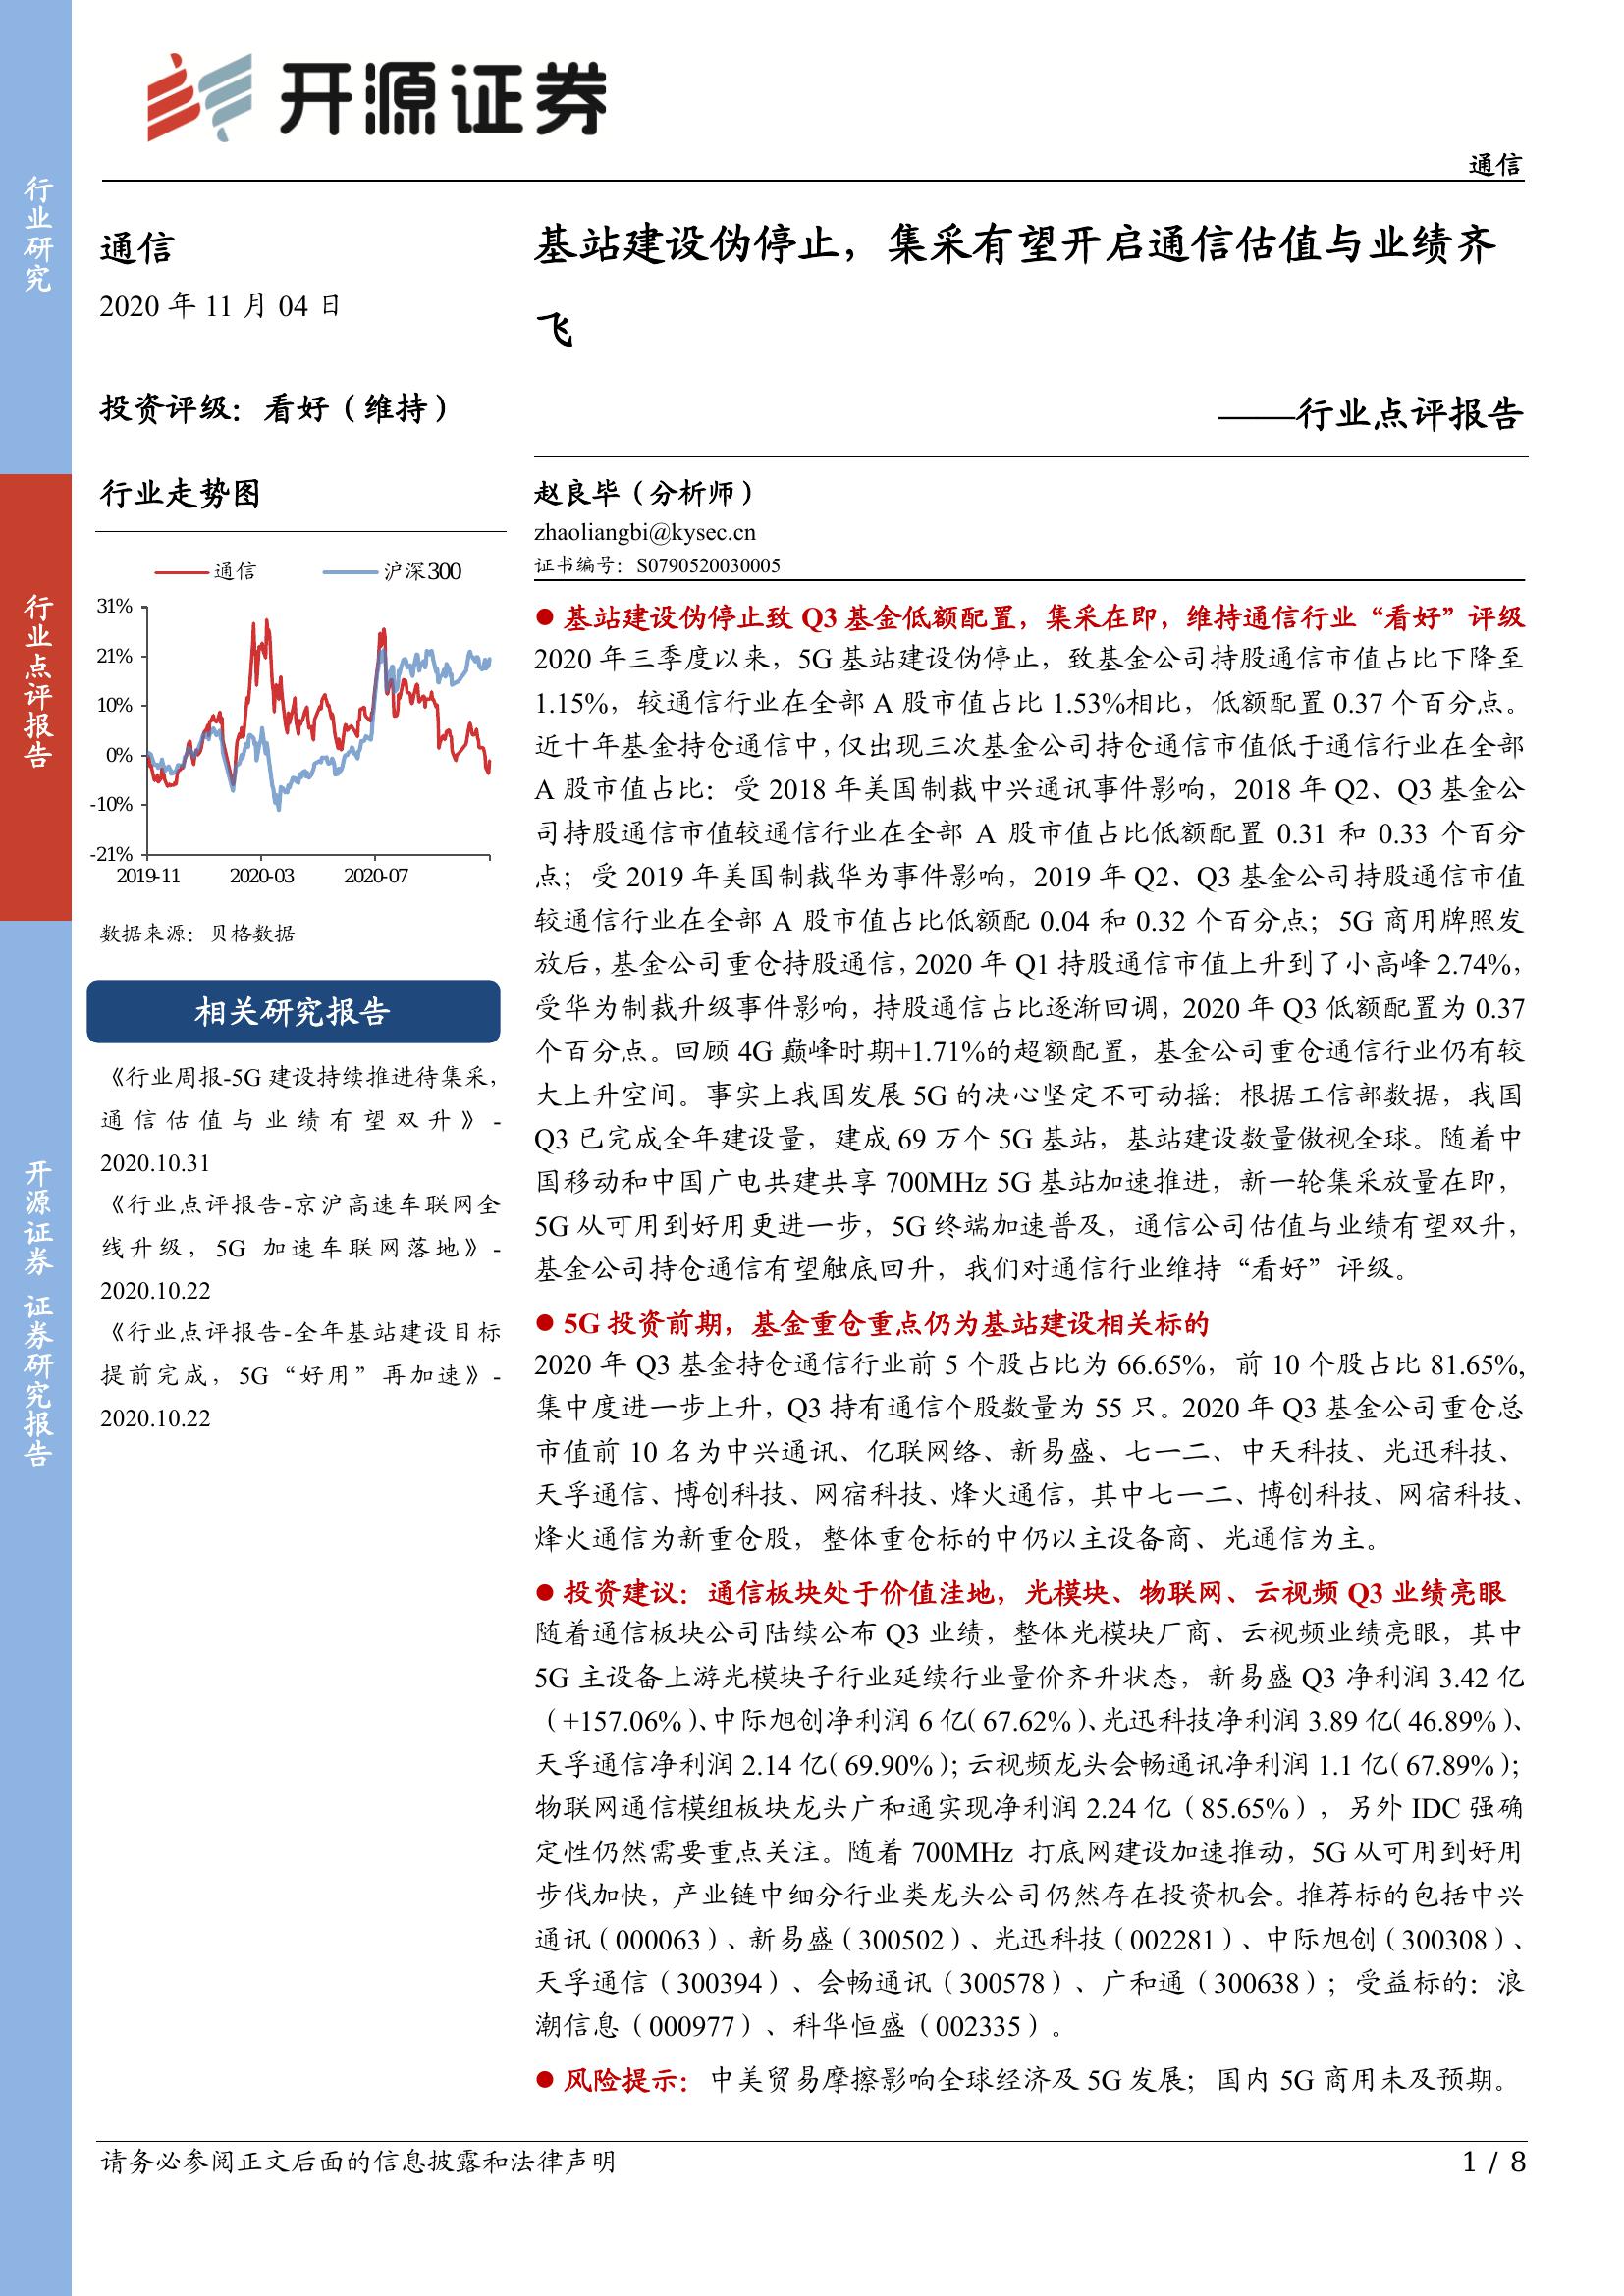 开源证券
通信
行业研究
行业点评报告
开源证券 证券研究报告
通信
2020 年 11 月 04 日
投资评级：看好（维持）
行业走势图
通信
沪深300
31%
21%
10%
0%
-10%
-21%
2019-11
2020-03
2020-07
数据来源：贝格数据
相关研究报告
《行业周报-5G 建设持续推进待集采，
通信估值与业绩有望双升》-
2020.10.31
《行业点评报告-京沪高速车联网全
线升级，5G 加速车联网落地》-
2020.10.22
《行业点评报告-全年基站建设目标
提前完成，5G“好用”再加速》-
2020.10.22
基站建设伪停止，集采有望开启通信估值与业绩齐
飞
——行业点评报告
赵良毕（分析师）
zhaoliangbi@kysec.cn
证书编号：S0790520030005
● 基站建设伪停止致 Q3 基金低额配置，集采在即，维持通信行业“看好”评级
2020 年三季度以来，5G 基站建设伪停止，致基金公司持股通信市值占比下降至
1.15%，较通信行业在全部 A 股市值占比 1.53%相比，低额配置 0.37 个百分点。
近十年基金持仓通信中，仅出现三次基金公司持仓通信市值低于通信行业在全部
A 股市值占比：受 2018 年美国制裁中兴通讯事件影响，2018 年 Q2、Q3 基金公
司持股通信市值较通信行业在全部 A 股市值占比低额配置 0.31 和 0.33 个百分
点；受 2019 年美国制裁华为事件影响，2019 年 Q2、Q3 基金公司持股通信市值
较通信行业在全部 A 股市值占比低额配 0.04 和 0.32 个百分点；5G 商用牌照发
放后，基金公司重仓持股通信，2020 年 Q1 持股通信市值上升到了小高峰 2.74%，
受华为制裁升级事件影响，持股通信占比逐渐回调，2020 年 Q3 低额配置为 0.37
个百分点。回顾 4G 巅峰时期+1.71%的超额配置，基金公司重仓通信行业仍有较
大上升空间。事实上我国发展 5G 的决心坚定不可动摇：根据工信部数据，我国
Q3 已完成全年建设量，建成 69 万个 5G 基站，基站建设数量傲视全球。随着中
国移动和中国广电共建共享 700MHz 5G 基站加速推进，新一轮集采放量在即，
5G 从可用到好用更进一步，5G 终端加速普及，通信公司估值与业绩有望双升，
基金公司持仓通信有望触底回升，我们对通信行业维持“看好”评级。
● 5G 投资前期，基金重仓重点仍为基站建设相关标的
2020 年 Q3 基金持仓通信行业前 5 个股占比为 66.65%，前 10 个股占比 81.65%,
集中度进一步上升，Q3 持有通信个股数量为 55 只。2020 年 Q3 基金公司重仓总
市值前 10 名为中兴通讯、亿联网络、新易盛、七一二、中天科技、光迅科技、
天孚通信、博创科技、网宿科技、烽火通信，其中七一二、博创科技、网宿科技、
烽火通信为新重仓股，整体重仓标的中仍以主设备商、光通信为主。
● 投资建议：通信板块处于价值洼地，光模块、物联网、云视频 Q3 业绩亮眼
随着通信板块公司陆续公布 Q3 业绩，整体光模块厂商、云视频业绩亮眼，其中
5G 主设备上游光模块子行业延续行业量价齐升状态，新易盛 Q3 净利润 3.42 亿
（+157.06%）、中际旭创净利润 6 亿（67.62%）、光迅科技净利润 3.89 亿（46.89%）、
天孚通信净利润 2.14 亿（69.90%）；云视频龙头会畅通讯净利润 1.1 亿（67.89%）；
物联网通信模组板块龙头广和通实现净利润 2.24 亿（85.65%），另外 IDC 强确
定性仍然需要重点关注。随着 700MHz 打底网建设加速推动，5G 从可用到好用
步伐加快，产业链中细分行业类龙头公司仍然存在投资机会。推荐标的包括中兴
通讯（000063）、新易盛（300502）、光迅科技（002281）、中际旭创（300308）、
天孚通信（300394）、会畅通讯（300578）、广和通（300638）；受益标的：浪
潮信息（000977）、科华恒盛（002335）。
● 风险提示：中美贸易摩擦影响全球经济及 5G 发展；国内 5G 商用未及预期。
请务必参阅正文后面的信息披露和法律声明
1 / 8